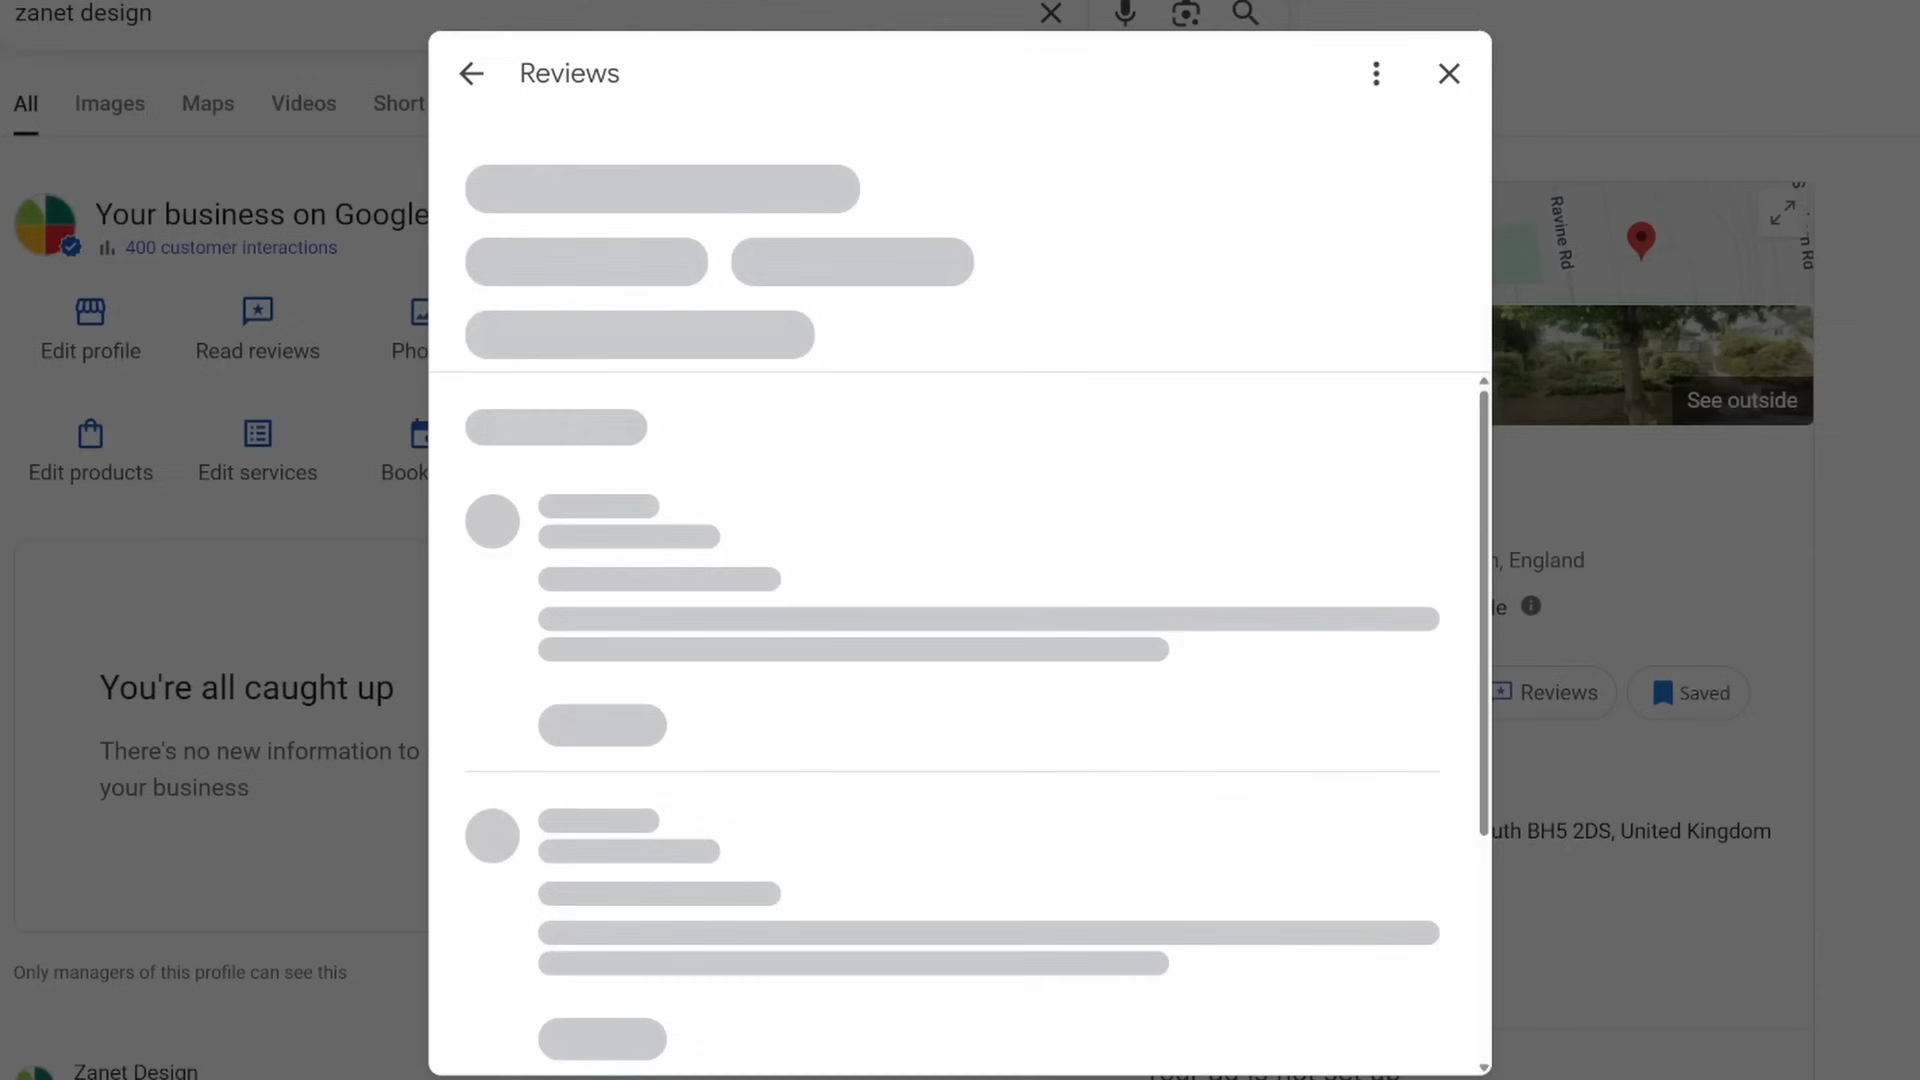 zanet design
Reviews
All Images Maps Videos Short
Your business on Google
400 customer interactions
Ravine Rd
n Rd
Edit profile Read reviews Pho
See outside
Edit products Edit services Book
n, England
le
You're all caught up
Reviews Saved
There's no new information to
your business
uth BH5 2DS, United Kingdom
Only managers of this profile can see this
Zanet Design